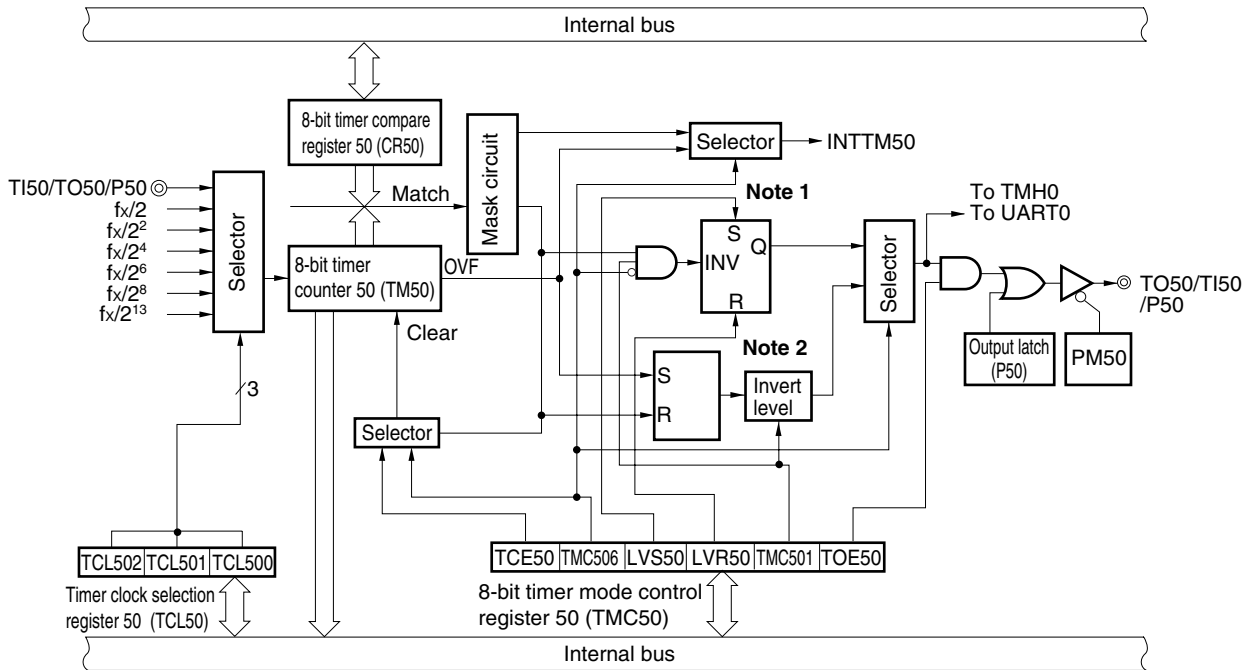 Internal bus
8-bit timer compare
register 50 (CR50)
Selector
INTTM50
Mask circuit
Match
TI50/TO50/P50
fx/2
fx/2²
fx/2⁴
fx/2⁶
fx/2⁸
fx/2¹³
Selector
Note 1
To TMH0
To UART0
S
INV
Q
R
Selector
8-bit timer
counter 50 (TM50)
OVF
Clear
TO50/TI50
/P50
Note 2
Output latch
(P50)
PM50
S
R
Invert
level
3
Selector
TCL502 TCL501 TCL500
Timer clock selection
register 50 (TCL50)
TCE50 TMC506 LVS50 LVR50 TMC501 TOE50
8-bit timer mode control
register 50 (TMC50)
Internal bus